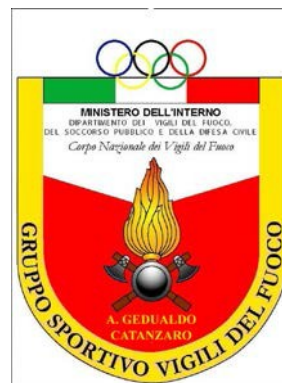 MINISTERO DELL'INTERNO
DIPARTIMENTO DEI VIGILI DEL FUOCO,
DEL SOCCORSO PUBBLICO E DELLA DIFESA CIVILE
Corpo Nazionale dei Vigili del Fuoco
A. GEDUALDO
CATANZARO
GRUPPO SPORTIVO VIGILI DEL FUOCO